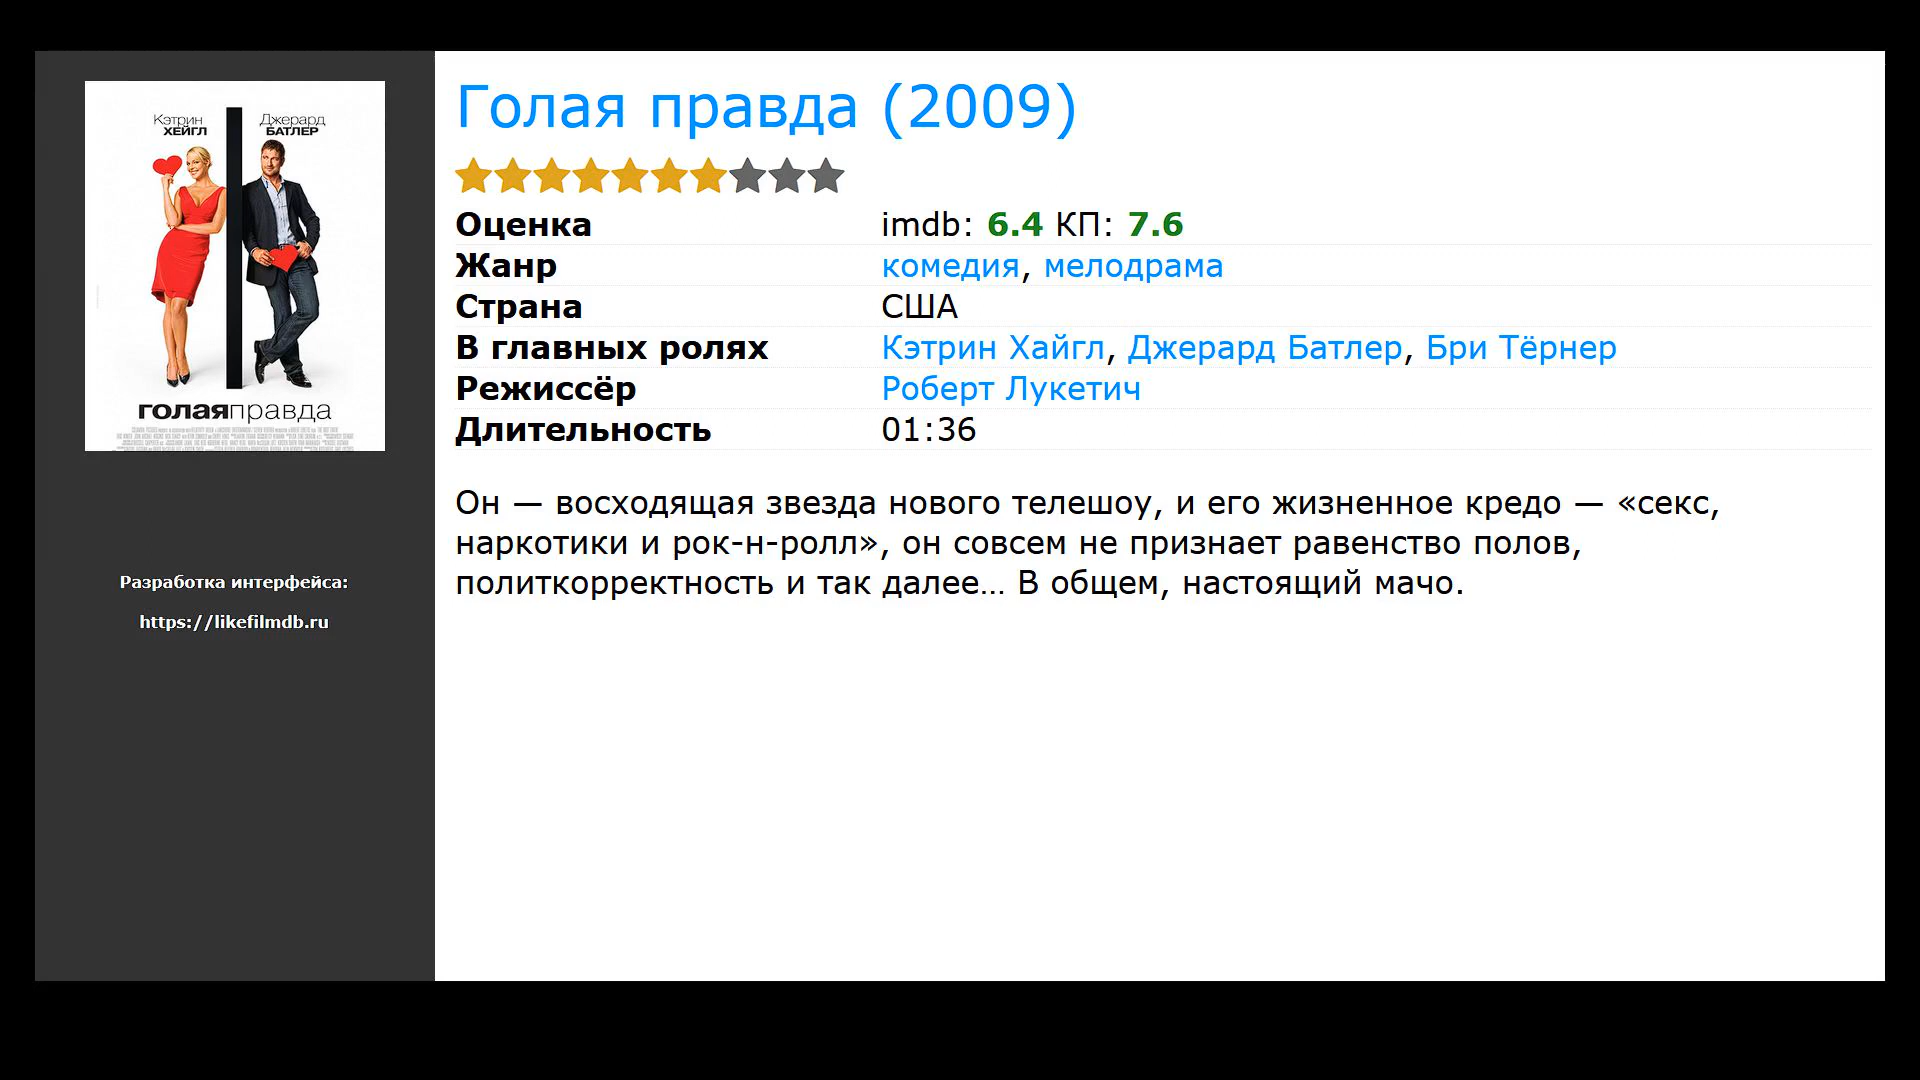 Кэтрин
ХЕЙГЛ
Джерард
БАТЛЕР
голаяправда
Разработка интерфейса:
https://likefilmdb.ru
Голая правда (2009)
Оценка imdb: 6.4 КП: 7.6
Жанр комедия, мелодрама
Страна США
В главных ролях Кэтрин Хайгл, Джерард Батлер, Бри Тёрнер
Режиссёр Роберт Лукетич
Длительность 01:36
Он — восходящая звезда нового телешоу, и его жизненное кредо — «секс,
наркотики и рок-н-ролл», он совсем не признает равенство полов,
политкорректность и так далее… В общем, настоящий мачо.